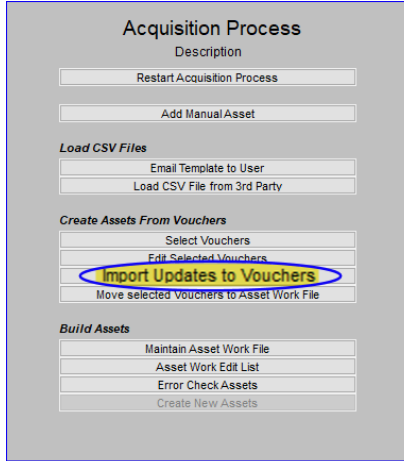 Acquisition Process
Description
Restart Acquisition Process
Add Manual Asset
Load CSV Files
Email Template to User
Load CSV File from 3rd Party
Create Assets From Vouchers
Select Vouchers
Edit Selected Vouchers
Import Updates to Vouchers
Move selected Vouchers to Asset Work File
Build Assets
Maintain Asset Work File
Asset Work Edit List
Error Check Assets
Create New Assets